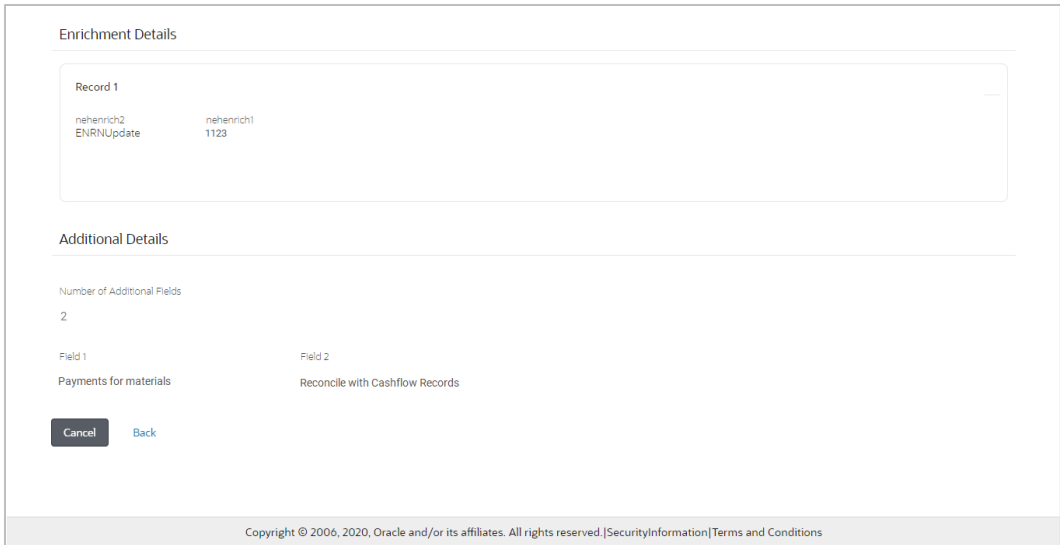 Enrichment Details
Record 1
nehenrich2 nehenrich1
ENRNUpdate 1123
Additional Details
Number of Additional Fields
2
Field 1 Field 2
Payments for materials Reconcile with Cashflow Records
Cancel Back
Copyright © 2006, 2020, Oracle and/or its affiliates. All rights reserved.|SecurityInformation|Terms and Conditions